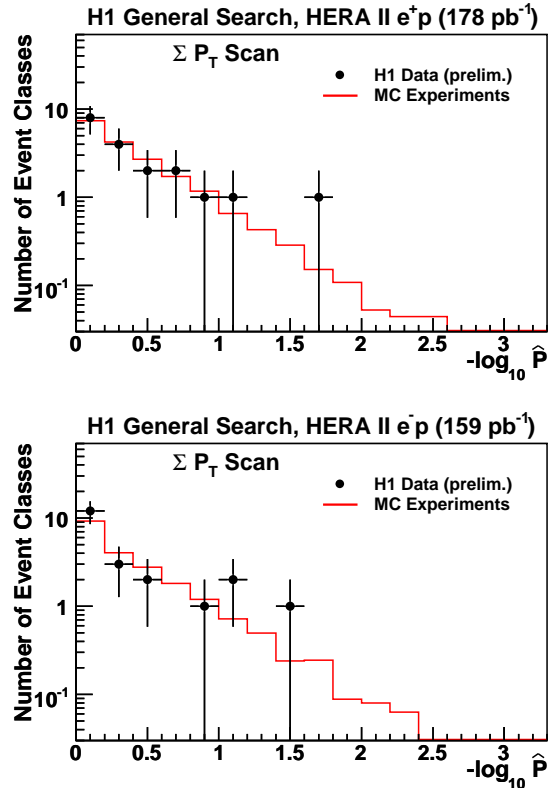 H1 General Search, HERA II e⁺p (178 pb⁻¹)
Σ P_T Scan
H1 Data (prelim.)
MC Experiments
Number of Event Classes
10
1
10⁻¹
0 0.5 1 1.5 2 2.5 3
-log₁₀ P̂
H1 General Search, HERA II e⁻p (159 pb⁻¹)
Σ P_T Scan
H1 Data (prelim.)
MC Experiments
Number of Event Classes
10
1
10⁻¹
0 0.5 1 1.5 2 2.5 3
-log₁₀ P̂